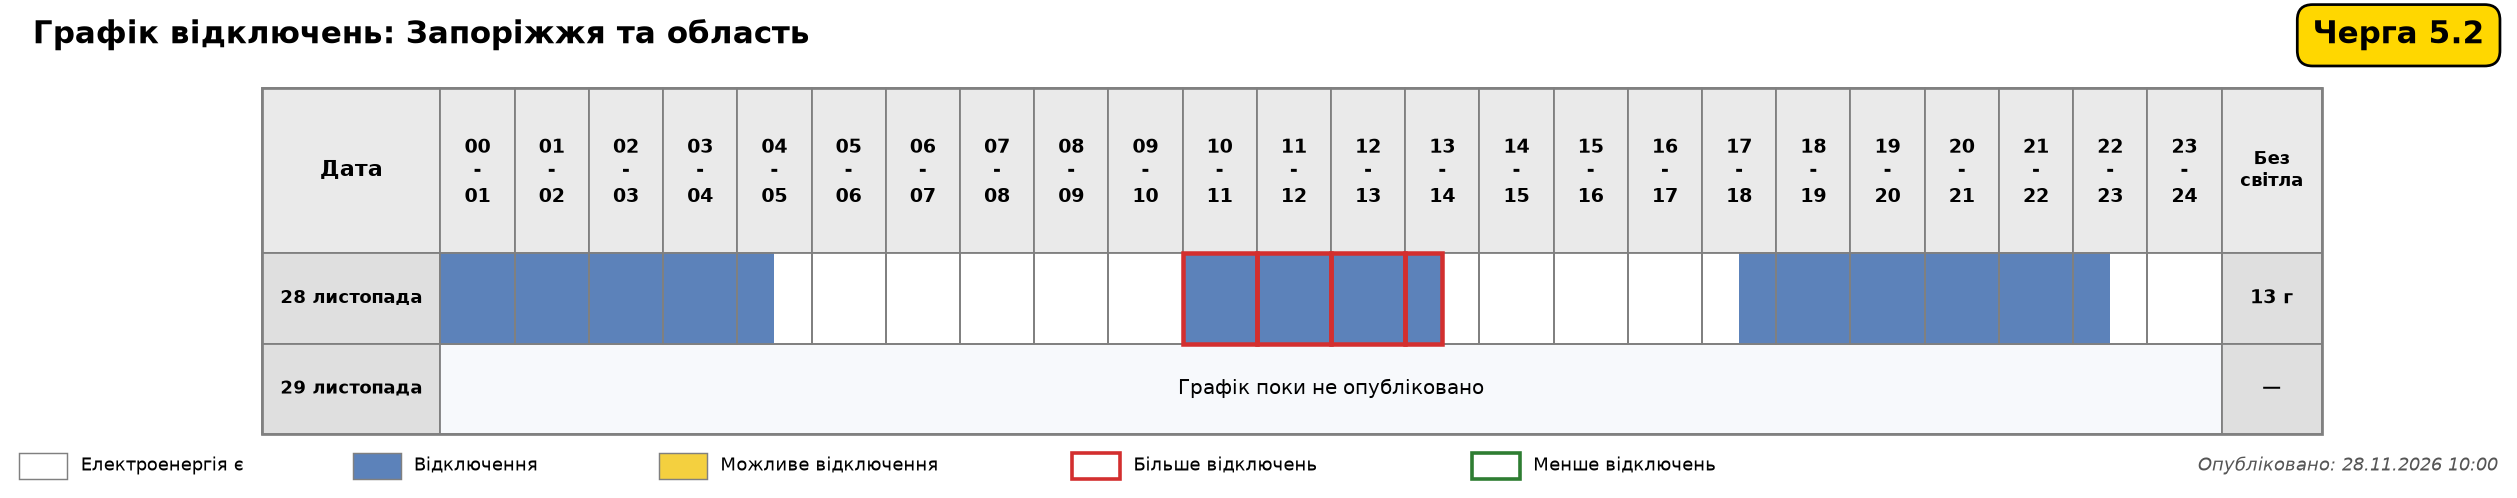 Графік відключень: Запоріжжя та область
Черга 5.2
Дата
00 - 01
01 - 02
02 - 03
03 - 04
04 - 05
05 - 06
06 - 07
07 - 08
08 - 09
09 - 10
10 - 11
11 - 12
12 - 13
13 - 14
14 - 15
15 - 16
16 - 17
17 - 18
18 - 19
19 - 20
20 - 21
21 - 22
22 - 23
23 - 24
Без
світла
28 листопада
13 г
29 листопада
Графік поки не опубліковано
—
Електроенергія є
Відключення
Можливе відключення
Більше відключень
Менше відключень
Опубліковано: 28.11.2026 10:00